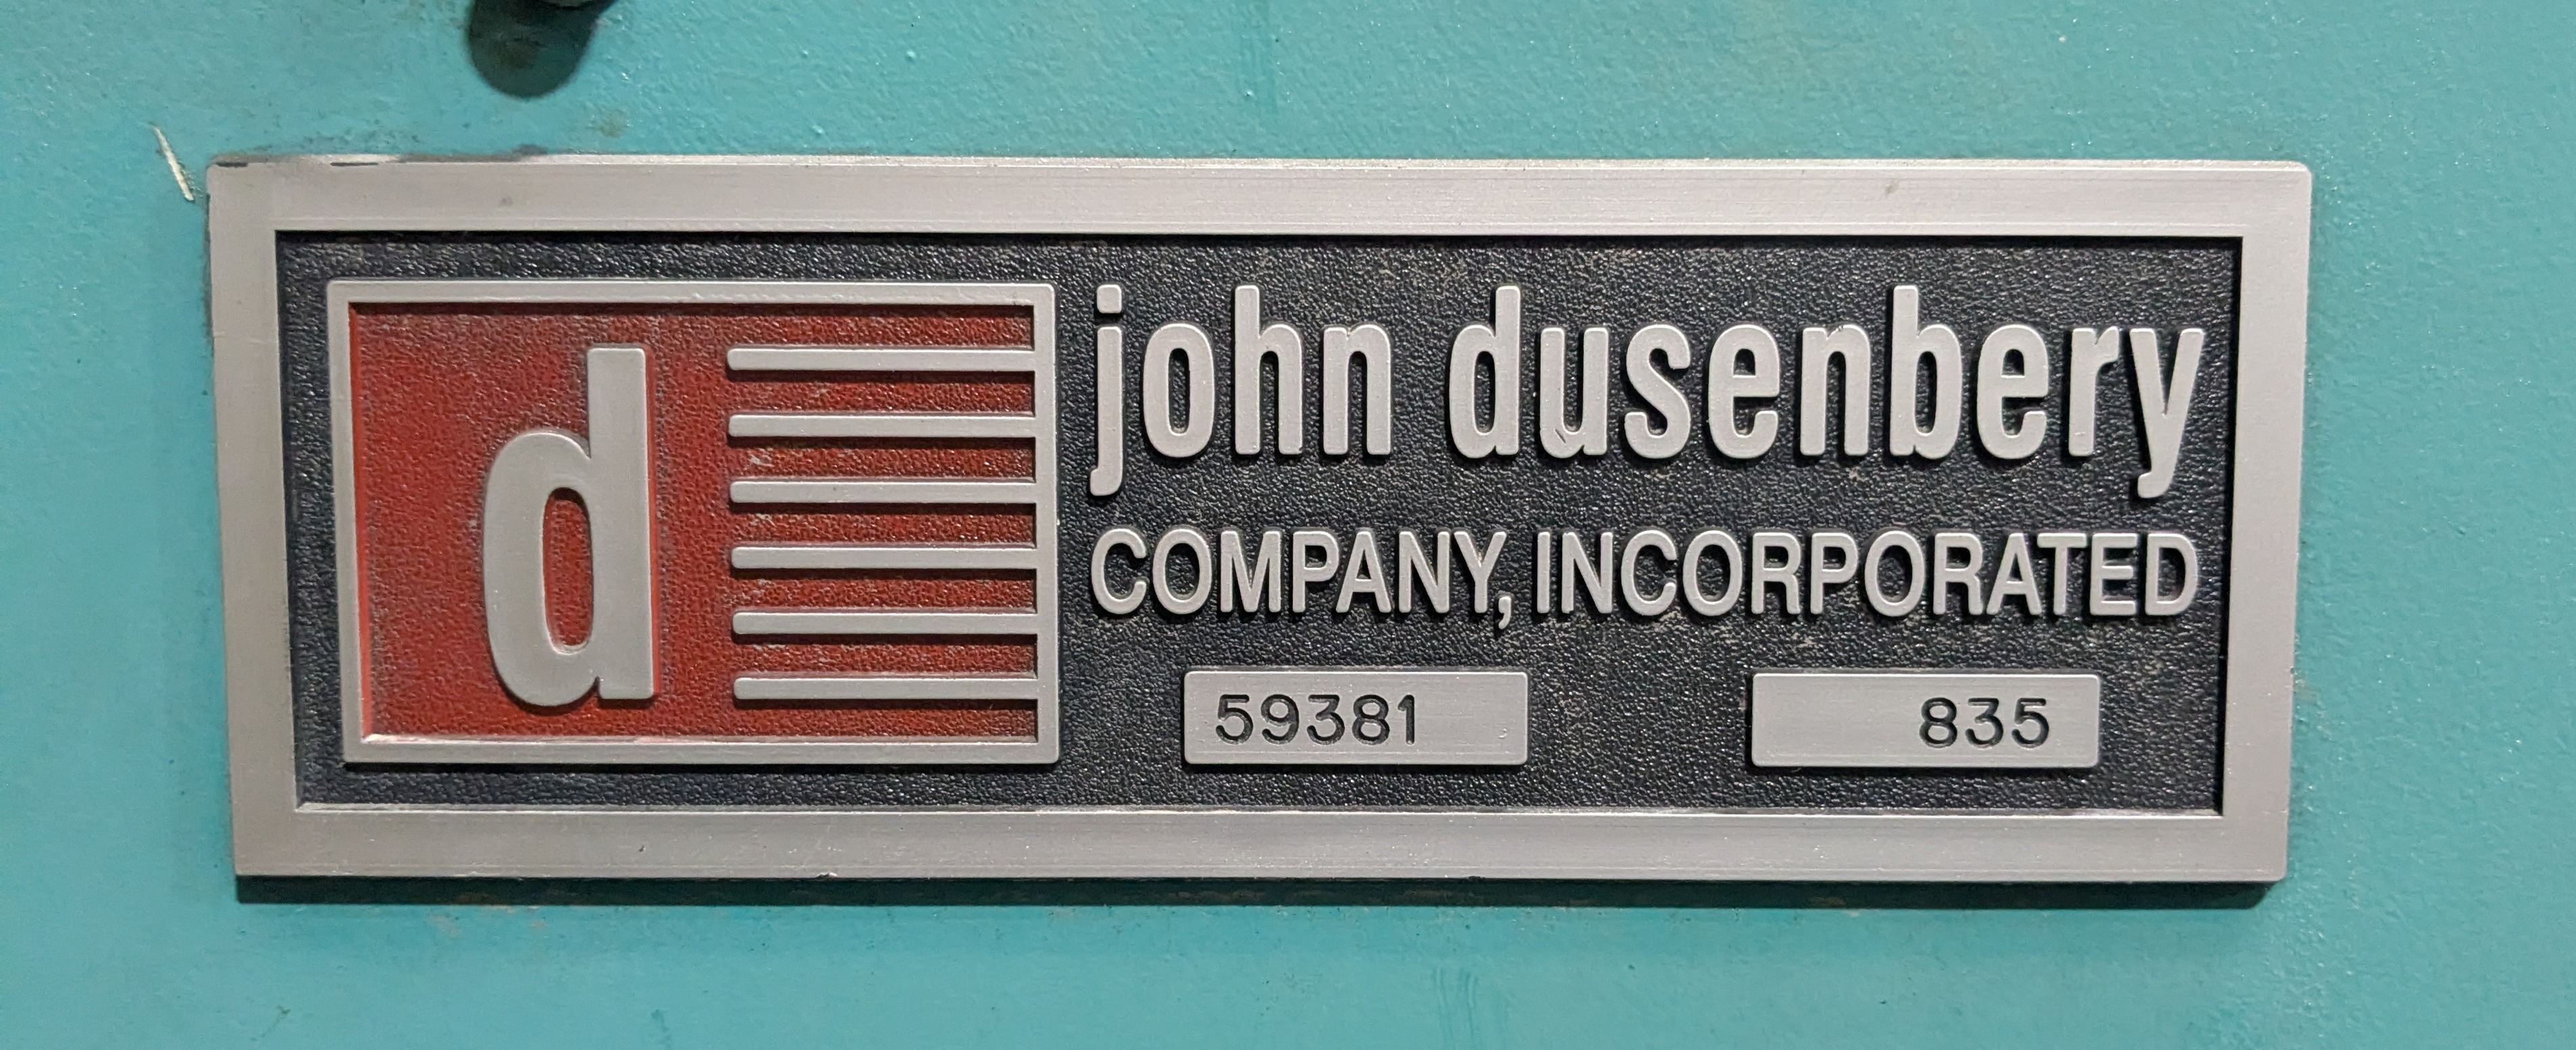 d
john dusenbery
COMPANY, INCORPORATED
59381 835